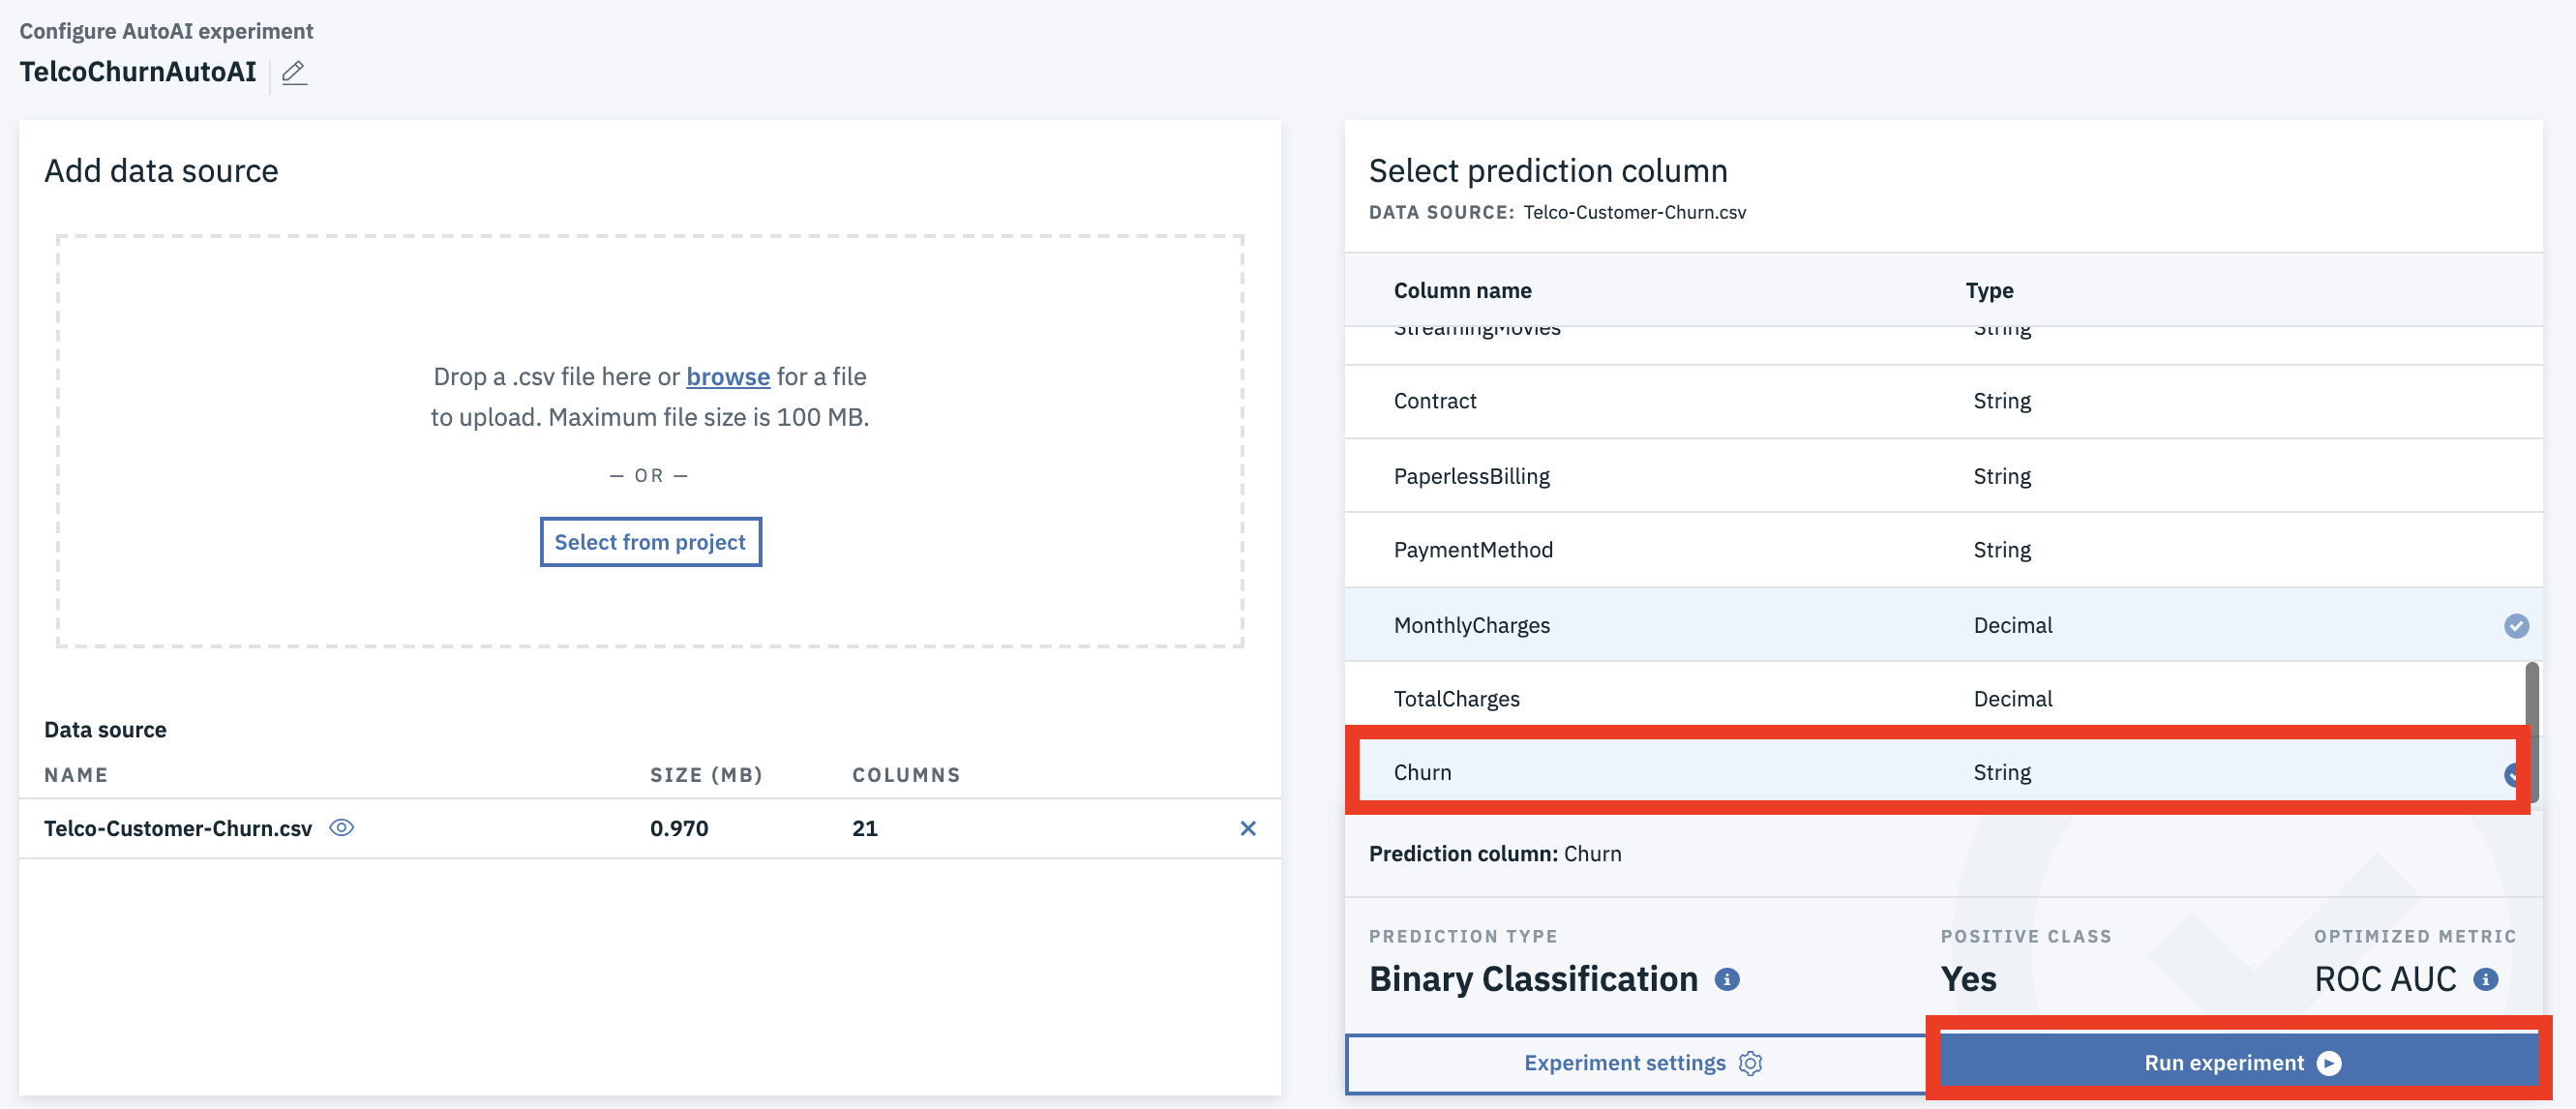 Configure AutoAI experiment
TelcoChurnAutoAI
Add data source
Drop a .csv file here or browse for a file
to upload. Maximum file size is 100 MB.
— OR —
Select from project
Data source
NAME SIZE (MB) COLUMNS
Telco-Customer-Churn.csv 0.970 21
Select prediction column
DATA SOURCE: Telco-Customer-Churn.csv
Column name Type
StreamingMovies String
Contract String
PaperlessBilling String
PaymentMethod String
MonthlyCharges Decimal
TotalCharges Decimal
Churn String
Prediction column: Churn
PREDICTION TYPE POSITIVE CLASS OPTIMIZED METRIC
Binary Classification Yes ROC AUC
Experiment settings Run experiment